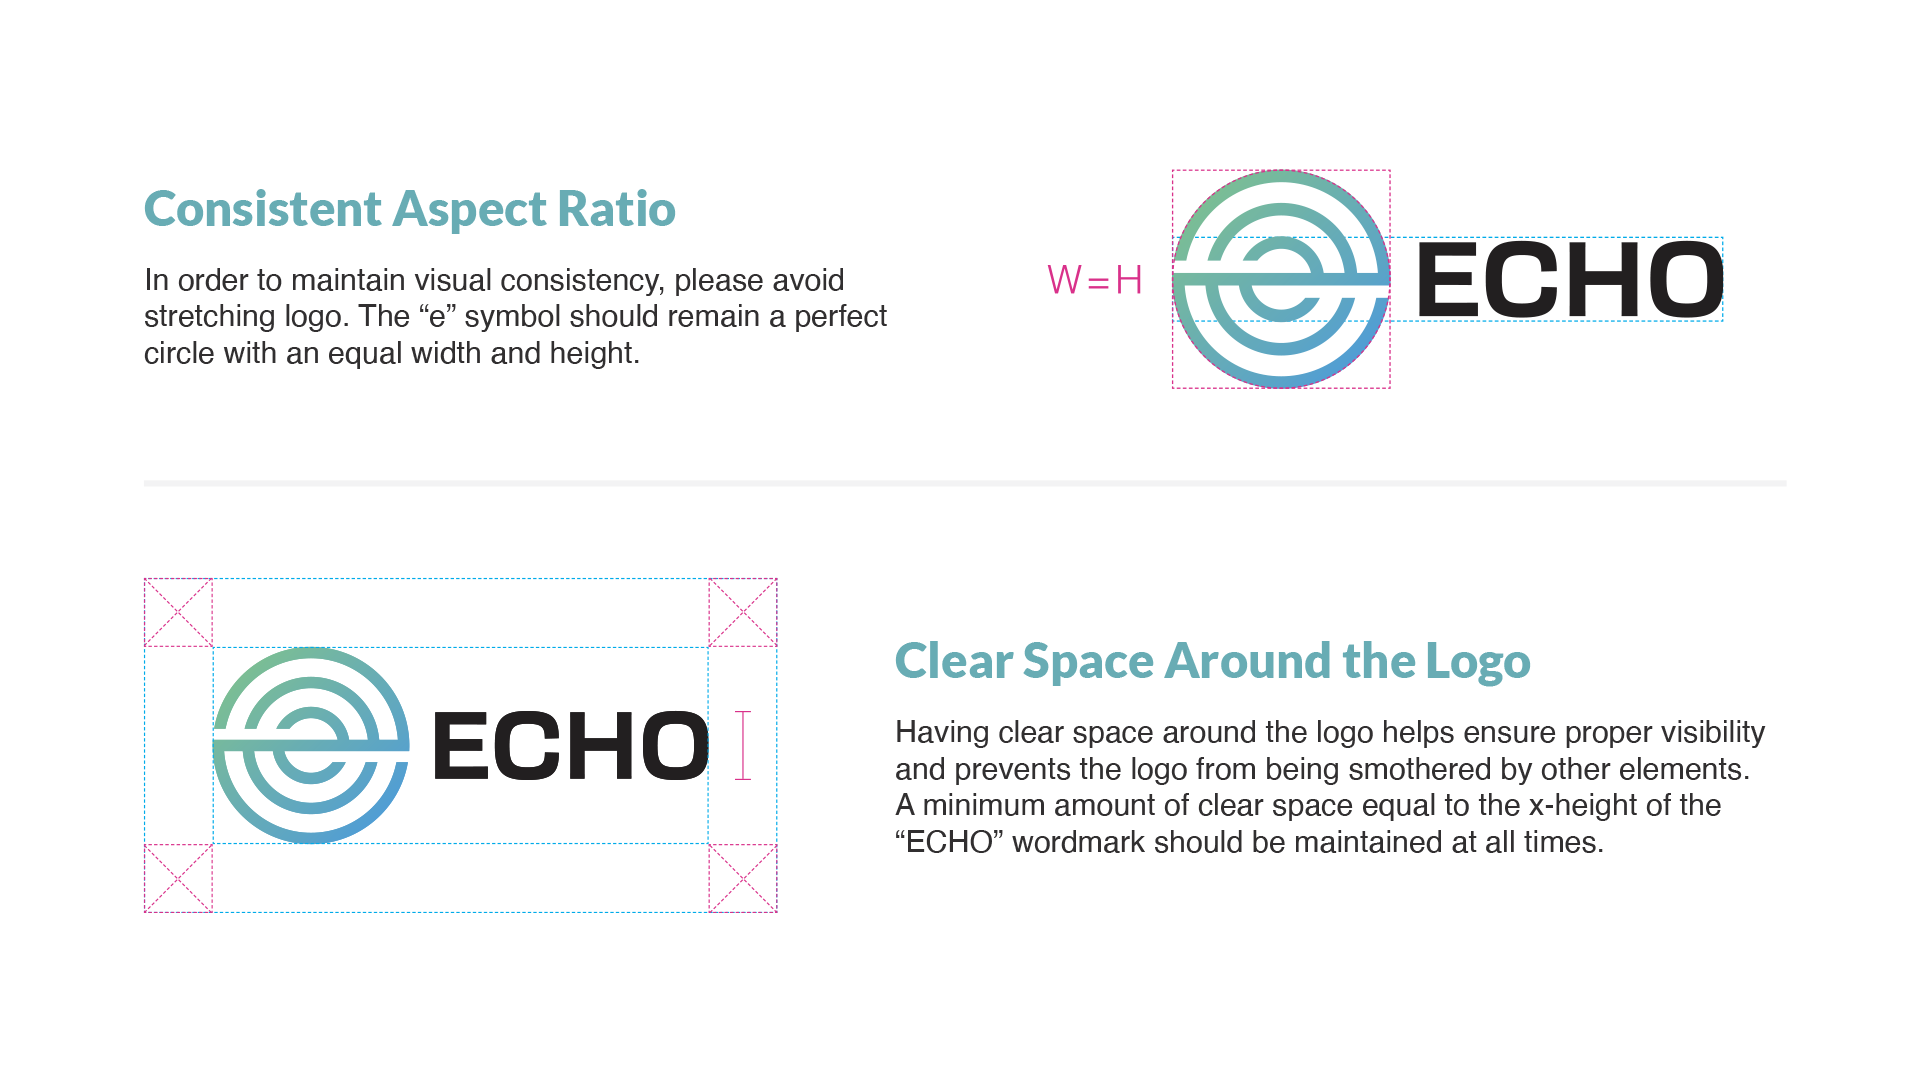 Consistent Aspect Ratio
In order to maintain visual consistency, please avoid
stretching logo. The “e” symbol should remain a perfect
circle with an equal width and height.
W=H
ECHO
ECHO
Clear Space Around the Logo
Having clear space around the logo helps ensure proper visibility
and prevents the logo from being smothered by other elements.
A minimum amount of clear space equal to the x-height of the
“ECHO” wordmark should be maintained at all times.